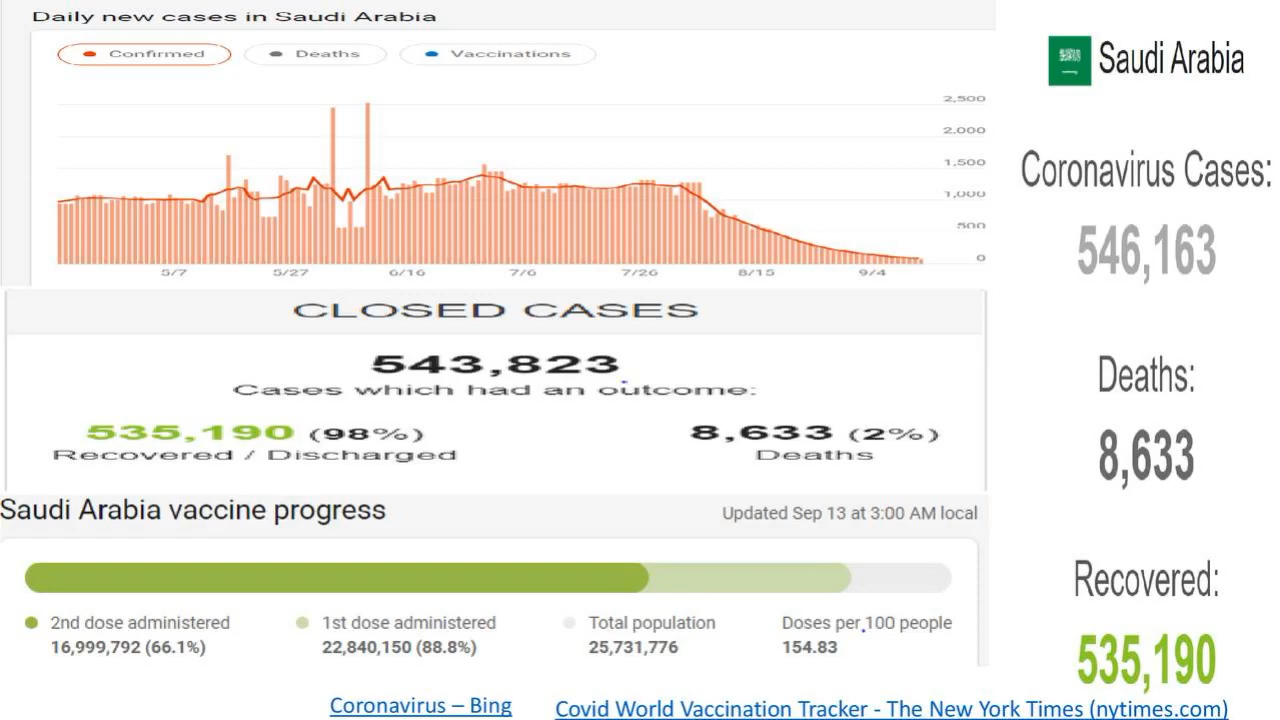 Daily new cases in Saudi Arabia
Confirmed
Deaths
Vaccinations
2,500
2.000
1,500
1,000
500
0
5/7
5/27
6/16
7/6
7/26
8/15
9/4
CLOSED CASES
543,823
Cases which had an outcome:
535,190 (98%)
Recovered / Discharged
8,633 (2%)
Deaths
Saudi Arabia vaccine progress
Updated Sep 13 at 3:00 AM local
2nd dose administered
16,999,792 (66.1%)
1st dose administered
22,840,150 (88.8%)
Total population
25,731,776
Doses per 100 people
154.83
Saudi Arabia
Coronavirus Cases:
546,163
Deaths:
8,633
Recovered:
535,190
Coronavirus – Bing
Covid World Vaccination Tracker - The New York Times (nytimes.com)